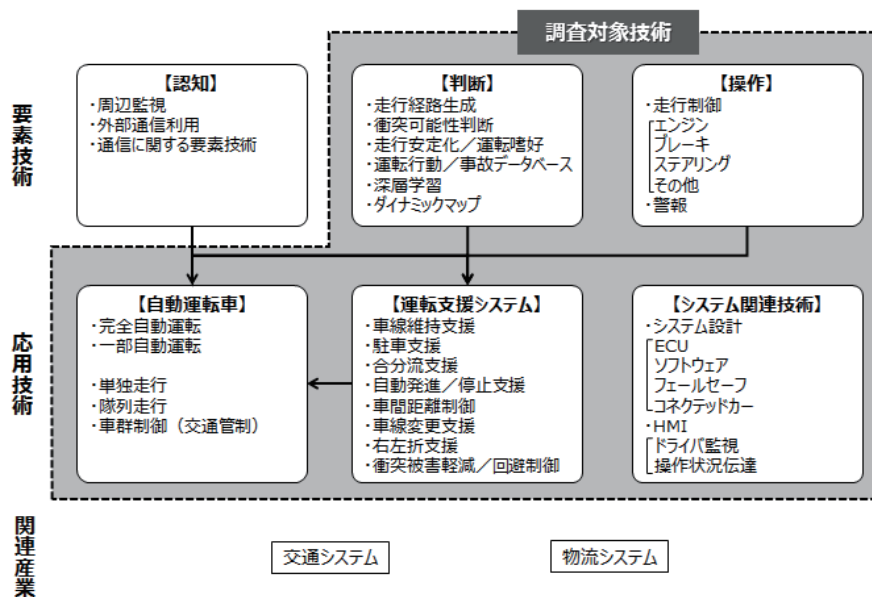 調査対象技術
要素技術
【認知】
・周辺監視
・外部通信利用
・通信に関する要素技術
【判断】
・走行経路生成
・衝突可能性判断
・走行安定化／運転嗜好
・運転行動／事故データベース
・深層学習
・ダイナミックマップ
【操作】
・走行制御
エンジン
ブレーキ
ステアリング
その他
・警報
応用技術
【自動運転車】
・完全自動運転
・一部自動運転
・単独走行
・隊列走行
・車群制御（交通管制）
【運転支援システム】
・車線維持支援
・駐車支援
・合分流支援
・自動発進／停止支援
・車間距離制御
・車線変更支援
・右左折支援
・衝突被害軽減／回避制御
【システム関連技術】
・システム設計
ECU
ソフトウェア
フェールセーフ
コネクテッドカー
・HMI
ドライバ監視
操作状況伝達
関連産業
交通システム
物流システム